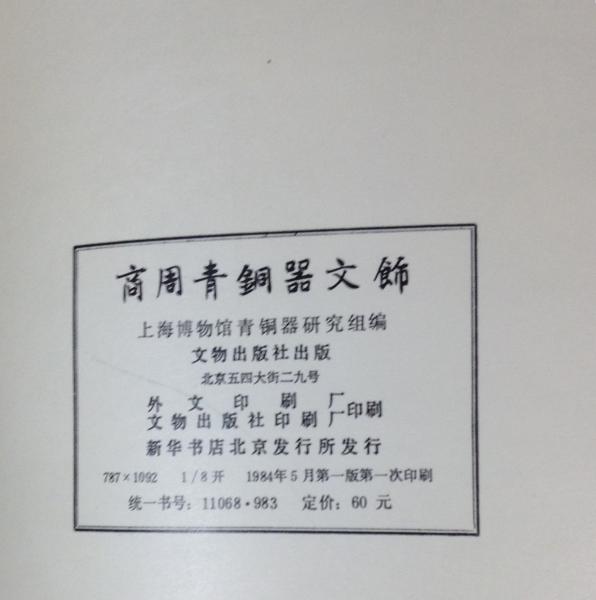 商周青銅器文飾
上海博物馆青铜器研究组编
文物出版社出版
北京五四大街二九号
外文印刷厂
文物出版社印刷厂印刷
新华书店北京发行所发行
787×1092 1/8开 1984年5月第一版第一次印刷
统一书号：11068·983 定价：60元